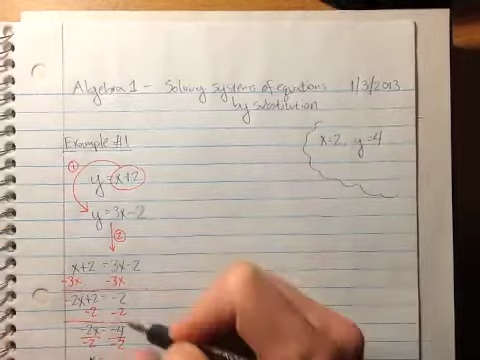 Algebra 1 - Solving systems of equations 1/3/2013
by substitution
Example #1
x=2, y=4
①
y=x+2
y=3x-2
②
x+2=3x-2
-3x -3x
-2x+2=-2
-2 -2
-2x=-4
-2 -2